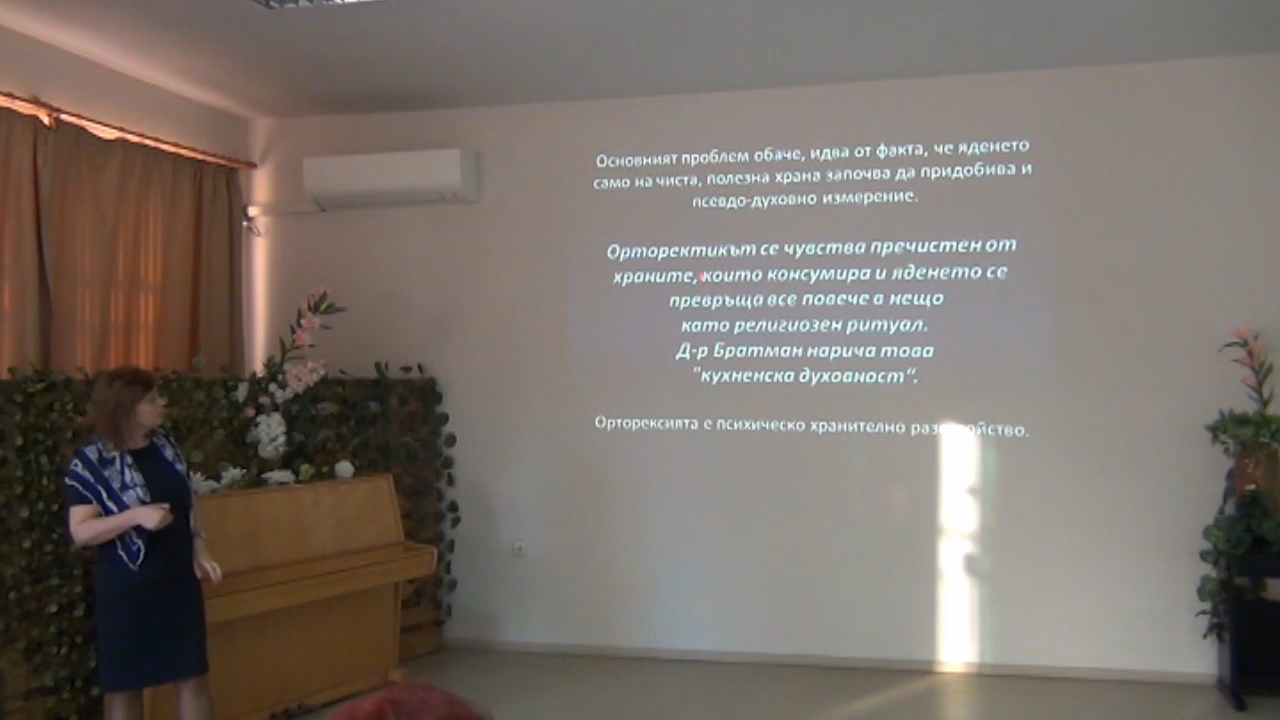 Основният проблем обаче, идва от факта, че яденето
само на чиста, полезна храна започва да придобива и
псевдо-духовно измерение.
Орторектикът се чувства пречистен от
храните, които консумира и яденето се
превръща все повече в нещо
като религиозен ритуал.
Д-р Братман нарича това
"кухненска духовност“.
Орторексията е психическо хранително разстройство.